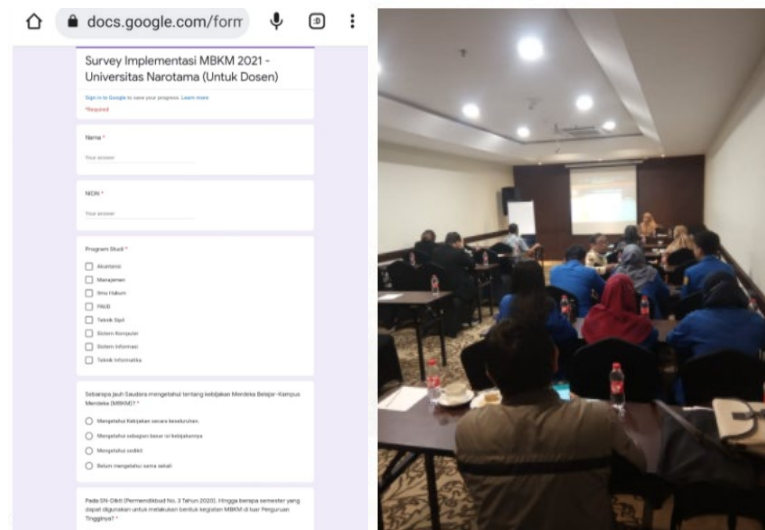 docs.google.com/form
Survey Implementasi MBKM 2021 -
Universitas Narotama (Untuk Dosen)
Sign in to Google to save your progress. Learn more
*Required
Nama *
Your answer
NIDN *
Your answer
Program Studi *
Akuntansi
Manajemen
Ilmu Hukum
PAUD
Teknik Sipil
Sistem Komputer
Sistem Informasi
Teknik Informatika
Seberapa jauh Saudara mengetahui tentang kebijakan Merdeka Belajar-Kampus
Merdeka (MBKM)? *
Mengetahui kebijakan secara keseluruhan
Mengetahui sebagian besar isi kebijakannya
Mengetahui sedikit
Belum mengetahui sama sekali
Pada SN-Dikti (Permendikbud No. 3 Tahun 2020), Hingga berapa semester yang
dapat digunakan untuk melakukan bentuk kegiatan MBKM di luar Perguruan
Tingginya? *